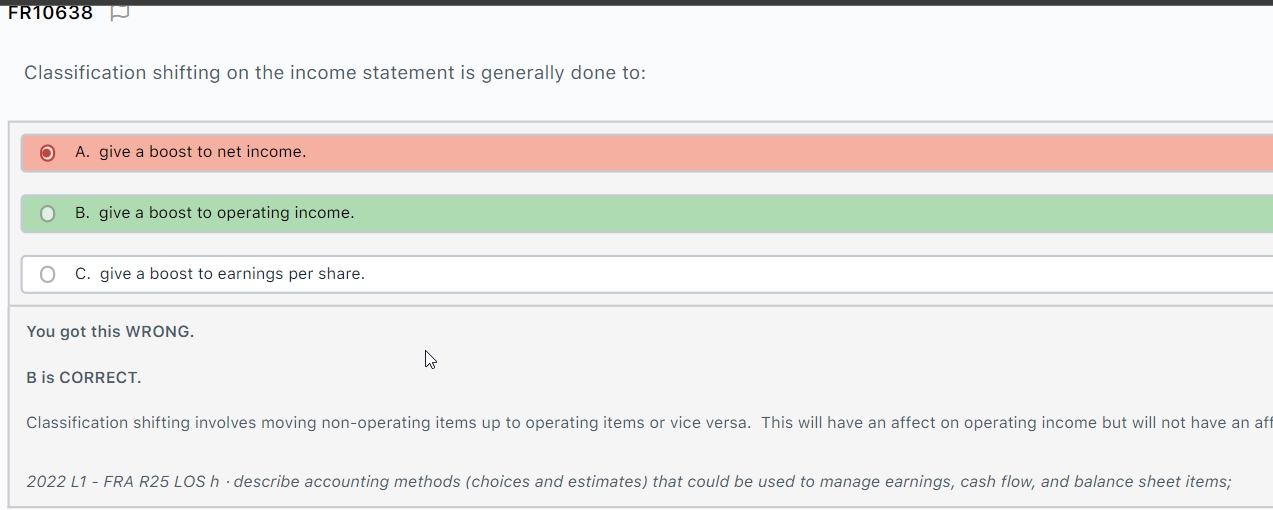 FR10638
Classification shifting on the income statement is generally done to:
A. give a boost to net income.
B. give a boost to operating income.
C. give a boost to earnings per share.
You got this WRONG.
B is CORRECT.
Classification shifting involves moving non-operating items up to operating items or vice versa. This will have an affect on operating income but will not have an aff
2022 L1 - FRA R25 LOS h · describe accounting methods (choices and estimates) that could be used to manage earnings, cash flow, and balance sheet items;